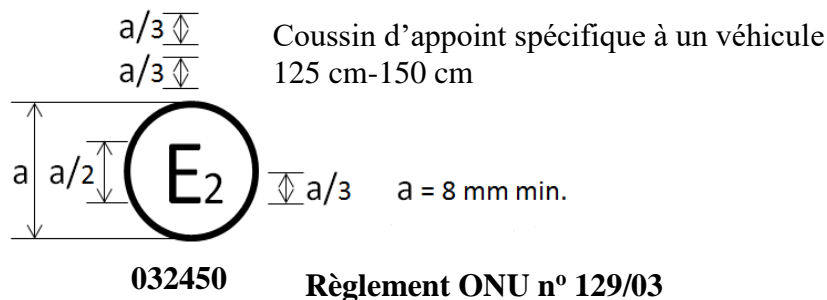 a/3 Coussin d’appoint spécifique à un véhicule
a/3 125 cm-150 cm
a a/2 E2 a/3 a = 8 mm min.
032450 Règlement ONU nº 129/03